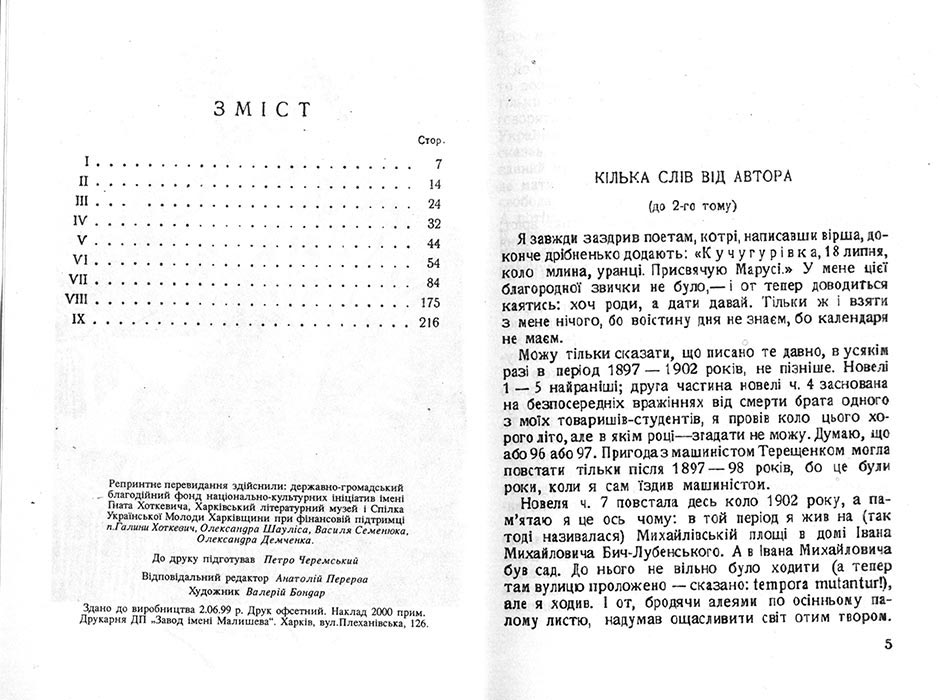 ЗМІСТ
Стор.
I . . . . . . . . . . . . . . . . . . . . . . . . 7
II . . . . . . . . . . . . . . . . . . . . . . . . 14
III . . . . . . . . . . . . . . . . . . . . . . . 24
IV . . . . . . . . . . . . . . . . . . . . . . . . 32
V . . . . . . . . . . . . . . . . . . . . . . . . 44
VI . . . . . . . . . . . . . . . . . . . . . . . . 54
VII . . . . . . . . . . . . . . . . . . . . . . . 84
VIII . . . . . . . . . . . . . . . . . . . . . . . 175
IX . . . . . . . . . . . . . . . . . . . . . . . . 216
Репринтне перевидання здійснили: державно-громадський
благодійний фонд національно-культурних ініціатив імені
Гната Хоткевича, Харківський літературний музей і Спілка
Української Молоді Харківщини при фінансовій підтримці
п.Галини Хоткевич, Олександра Шауліса, Василя Семенюка,
Олександра Демченка.
До друку підготував Петро Черемський
Відповідальний редактор Анатолій Перерва
Художник Валерій Бондар
Здано до виробництва 2.06.99 р. Друк офсетний. Наклад 2000 прим.
Друкарня ДП „Завод імені Малишева". Харків, вул.Плеханівська, 126.
КІЛЬКА СЛІВ ВІД АВТОРА
(до 2-го тому)
Я завжди заздрив поетам, котрі, написавши вірша, до-
конче дрібненько додають: «Кучугурівка, 18 липня,
коло млина, уранці. Присвячую Марусі.» У мене цієї
благородної звички не було,— і от тепер доводиться
каятись: хоч роди, а дати давай. Тільки ж і взяти
з мене нічого, бо воістину дня не знаєм, бо календаря
не маєм.
Можу тільки сказати, що писано те давно, в усякім
разі в період 1897 — 1902 років, не пізніше. Новелі
1 — 5 найраніші; друга частина новелі ч. 4 заснована
на безпосередніх вражіннях від смерти брата одного
з моїх товаришів-студентів, я провів коло цього хо-
рого літо, але в якім році—згадати не можу. Думаю, що
або 96 або 97. Пригода з машиністом Терещенком могла
повстати тільки після 1897 — 98 років, бо це були
роки, коли я сам їздив машиністом.
Новеля ч. 7 повстала десь коло 1902 року, а па-
м'ятаю я це ось чому: в той період я жив на (так
тоді називалася) Михайлівській площі в домі Івана
Михайловича Бич-Лубенського. А в Івана Михайловича
був сад. До нього не вільно було ходити (а тепер
там вулицю проложено — сказано: tempora mutantur!),
але я ходив. І от, бродячи алеями по осінньому па-
лому листю, надумав ощасливити світ отим твором.
5